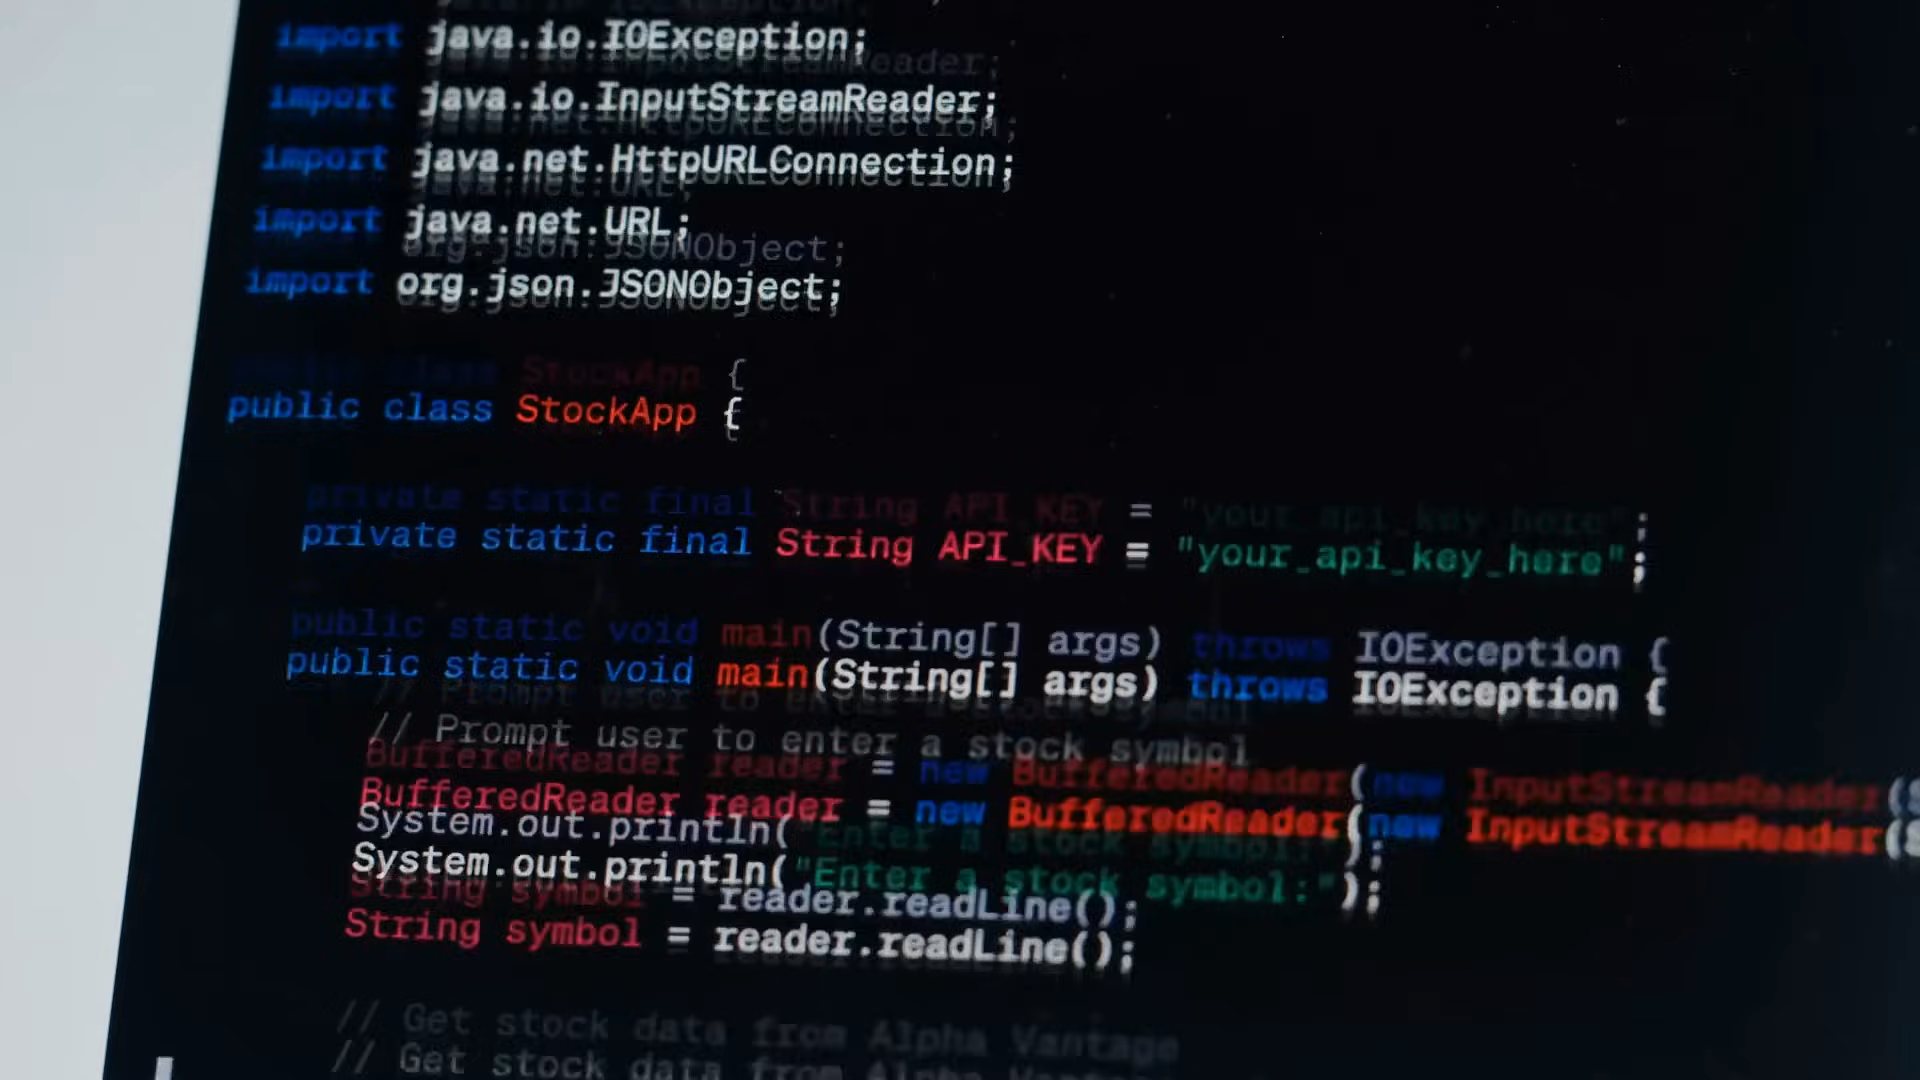 import java.io.IOException;
import java.io.InputStreamReader;
import java.net.HttpURLConnection;
import java.net.URL;
import org.json.JSONObject;
public class StockApp {
private static final String API_KEY = "your_api_key_here";
public static void main(String[] args) throws IOException {
// Prompt user to enter a stock symbol
BufferedReader reader = new BufferedReader(new InputStreamReader(
System.out.println("Enter a stock symbol:");
String symbol = reader.readLine();
// Get stock data from Alpha Vantage